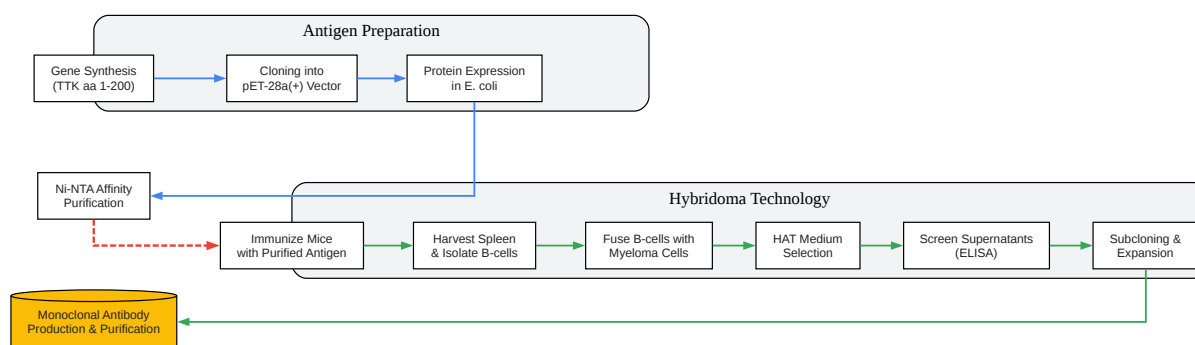 Antigen Preparation
Gene Synthesis
(TTK aa 1-200)
Cloning into
pET-28a(+) Vector
Protein Expression
in E. coli
Ni-NTA Affinity
Purification
Hybridoma Technology
Immunize Mice
with Purified Antigen
Harvest Spleen
& Isolate B-cells
Fuse B-cells with
Myeloma Cells
HAT Medium
Selection
Screen Supernatants
(ELISA)
Subcloning &
Expansion
Monoclonal Antibody
Production & Purification